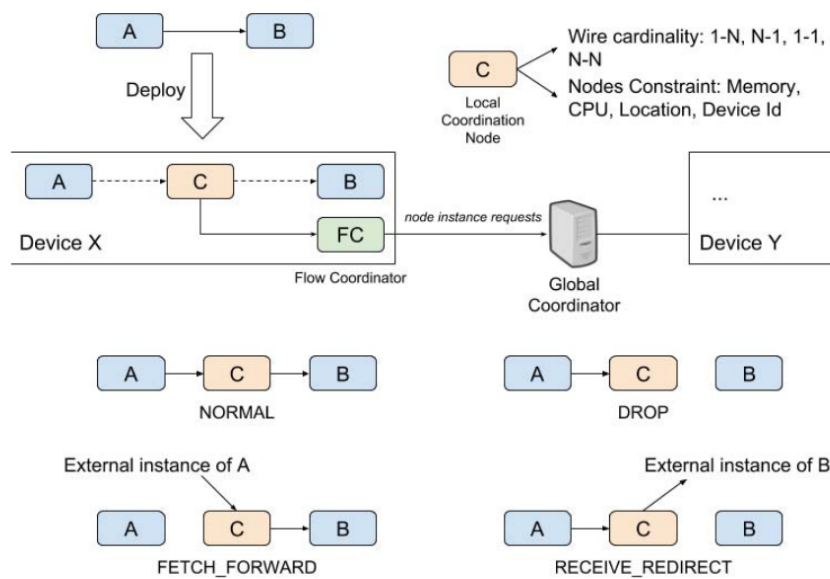 A
B
Deploy
C
Local
Coordination
Node
Wire cardinality: 1-N, N-1, 1-1,
N-N
Nodes Constraint: Memory,
CPU, Location, Device Id
A
C
B
Device X
FC
Flow Coordinator
node instance requests
Global
Coordinator
...
Device Y
A
C
B
NORMAL
A
C
B
DROP
External instance of A
A
C
B
FETCH_FORWARD
External instance of B
A
C
B
RECEIVE_REDIRECT